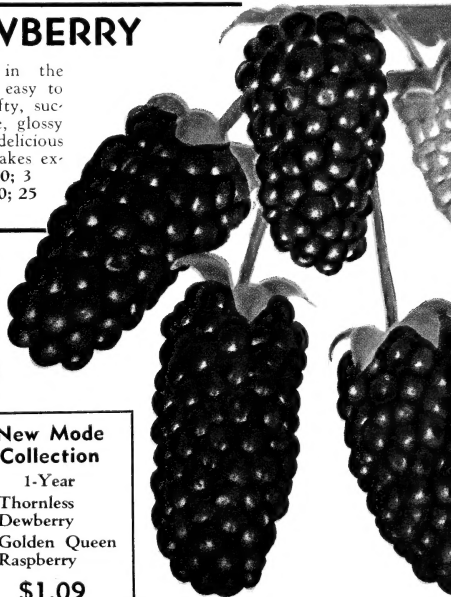 WBERRY
in the
easy to
fty, suc-
e, glossy
delicious
akes ex-
0; 3
0; 25
New Mode
Collection
1-Year
Thornless
Dewberry
Golden Queen
Raspberry
$1.09